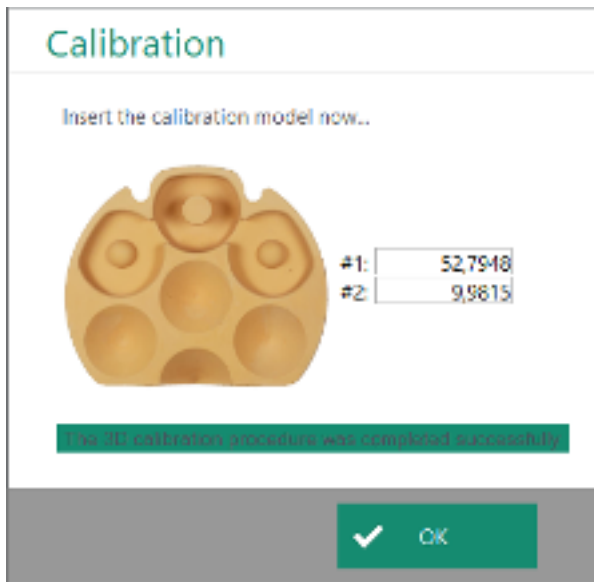 Calibration
Insert the calibration model now...
#1: 52,7948
#2: 9,9815
The 3D calibration procedure was completed successfully.
OK